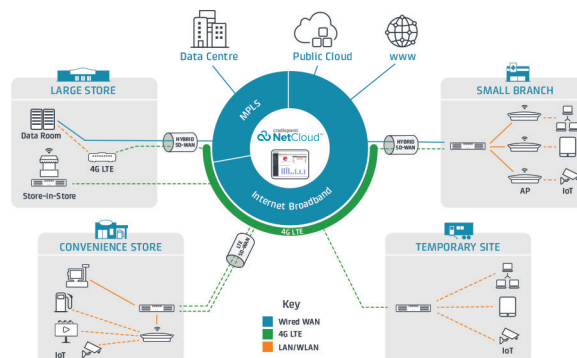 Data Centre
Public Cloud
www
LARGE STORE
Data Room
4G LTE
Store-In-Store
HYBRID
SD-WAN
MPLS
cradlepoint
NetCloud™
Internet Broadband
4G LTE
HYBRID
SD-WAN
SMALL BRANCH
AP
IoT
CONVENIENCE STORE
IoT
LTE
SD-WAN
TEMPORARY SITE
IoT
Key
Wired WAN
4G LTE
LAN/WLAN